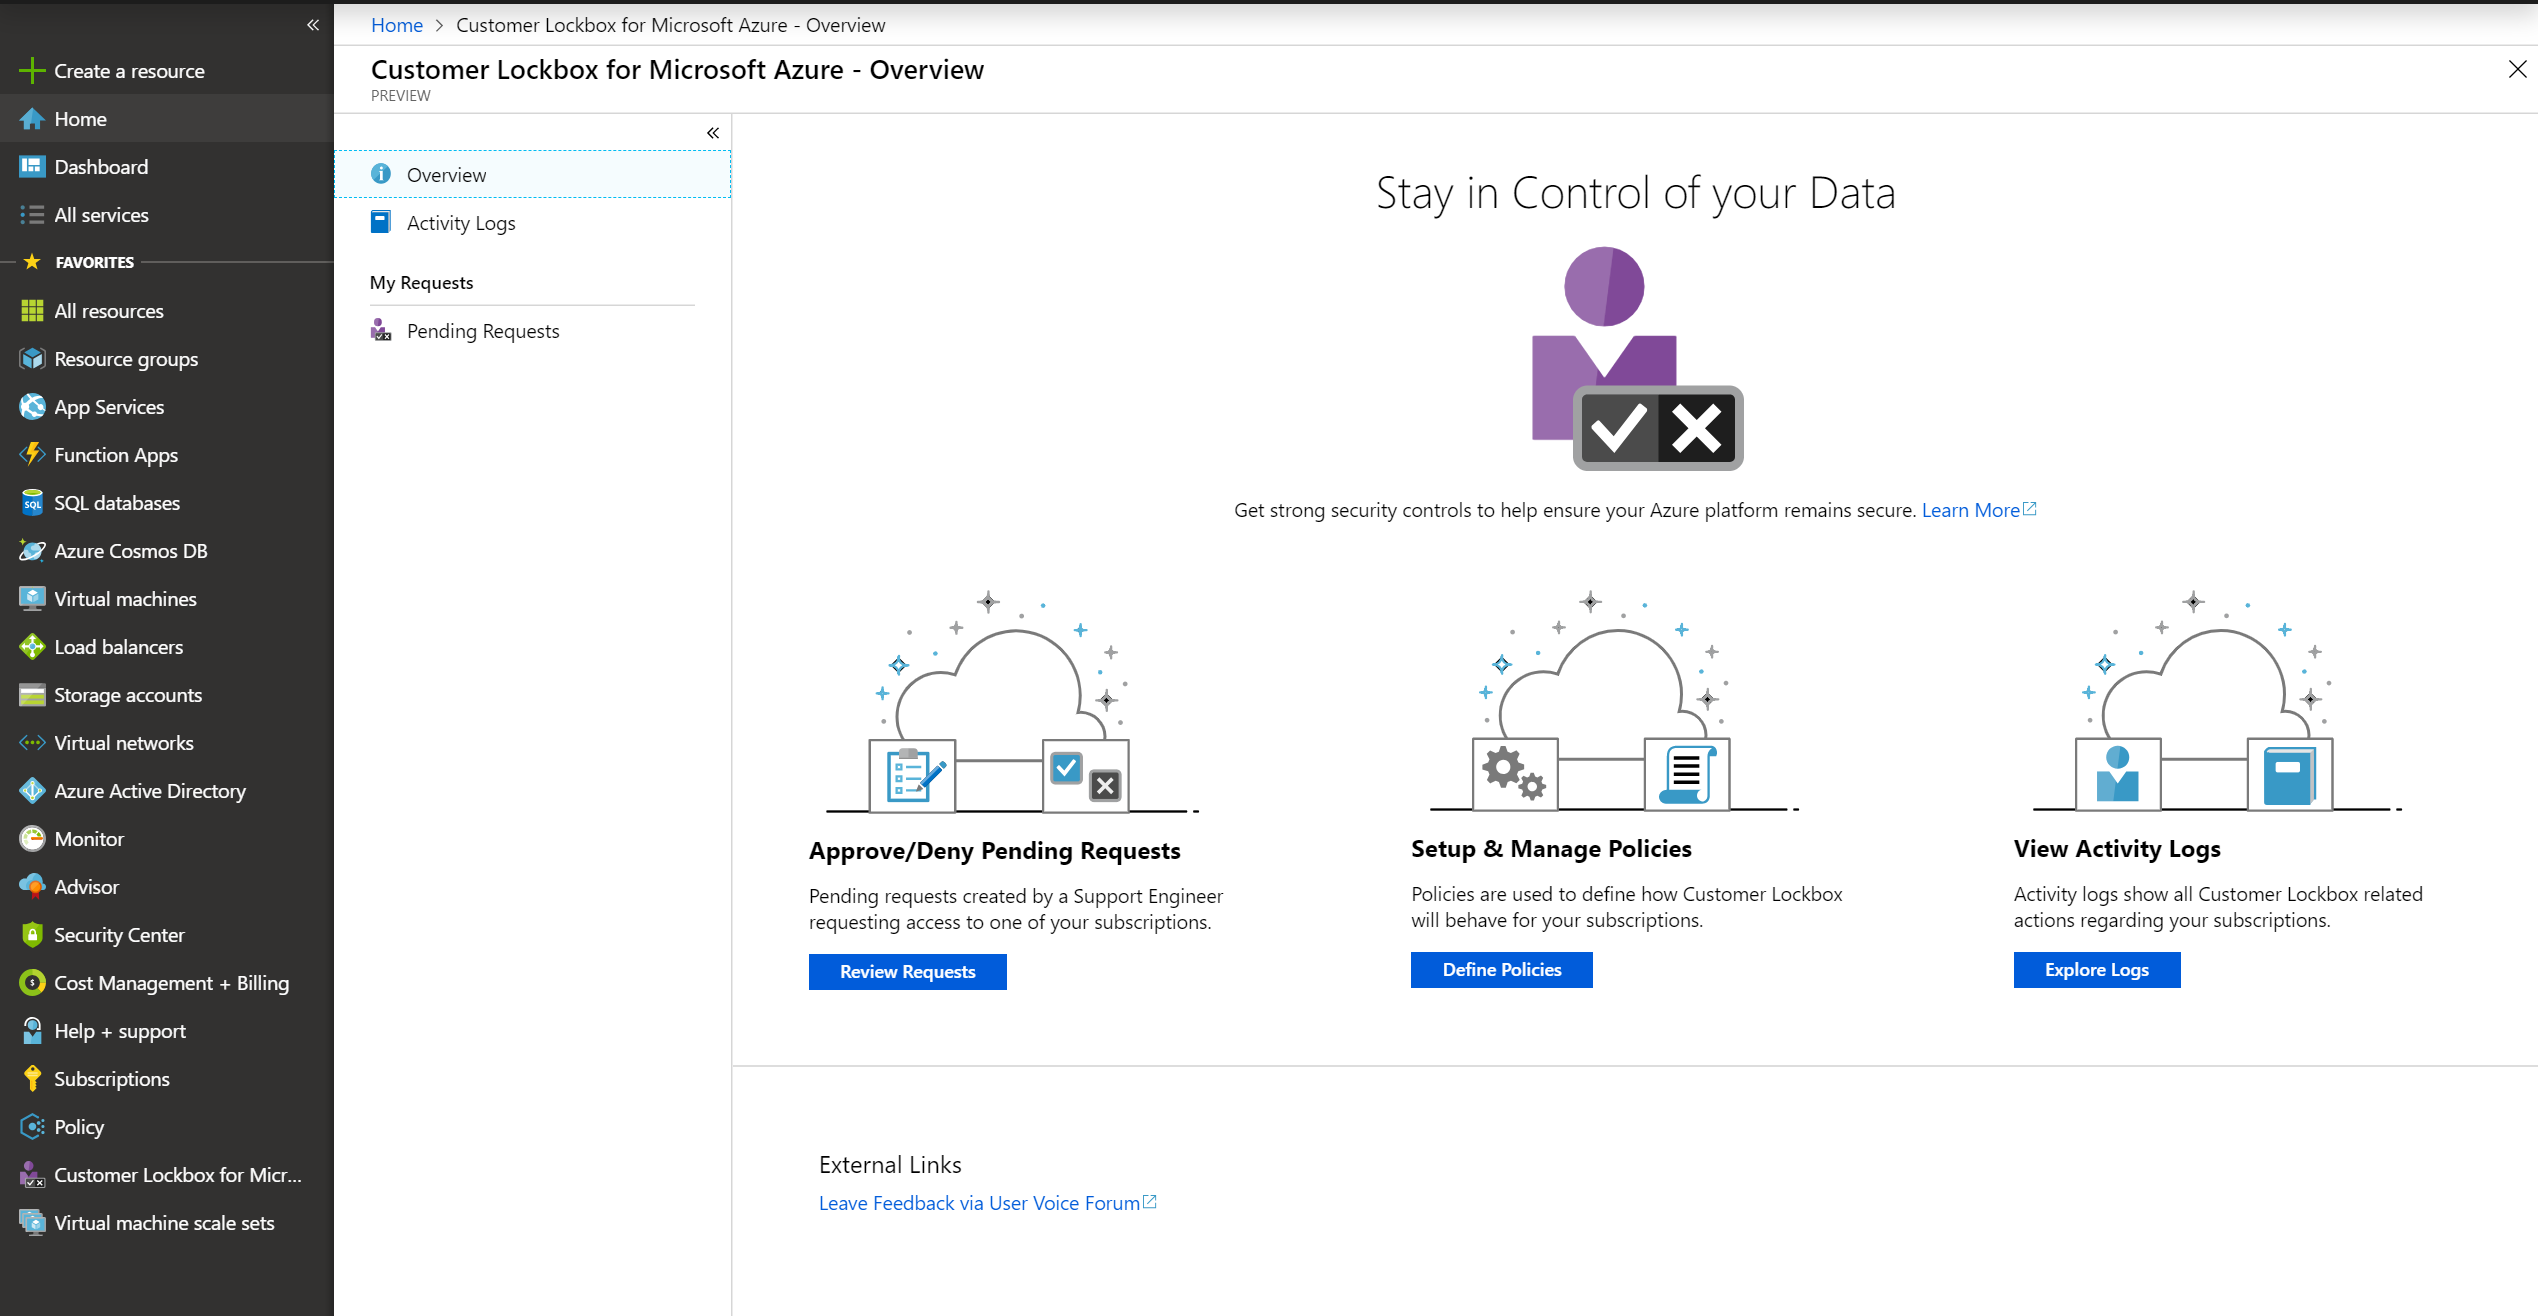 Create a resource
Home
Dashboard
All services
FAVORITES
All resources
Resource groups
App Services
Function Apps
SQL
SQL databases
Azure Cosmos DB
Virtual machines
Load balancers
Storage accounts
Virtual networks
Azure Active Directory
Monitor
Advisor
Security Center
Cost Management + Billing
Help + support
Subscriptions
Policy
Customer Lockbox for Micr...
Virtual machine scale sets
Home > Customer Lockbox for Microsoft Azure - Overview
Customer Lockbox for Microsoft Azure - Overview
PREVIEW
Overview
Activity Logs
My Requests
Pending Requests
Stay in Control of your Data
Get strong security controls to help ensure your Azure platform remains secure. Learn More
Approve/Deny Pending Requests
Pending requests created by a Support Engineer
requesting access to one of your subscriptions.
Review Requests
Setup & Manage Policies
Policies are used to define how Customer Lockbox
will behave for your subscriptions.
Define Policies
View Activity Logs
Activity logs show all Customer Lockbox related
actions regarding your subscriptions.
Explore Logs
External Links
Leave Feedback via User Voice Forum